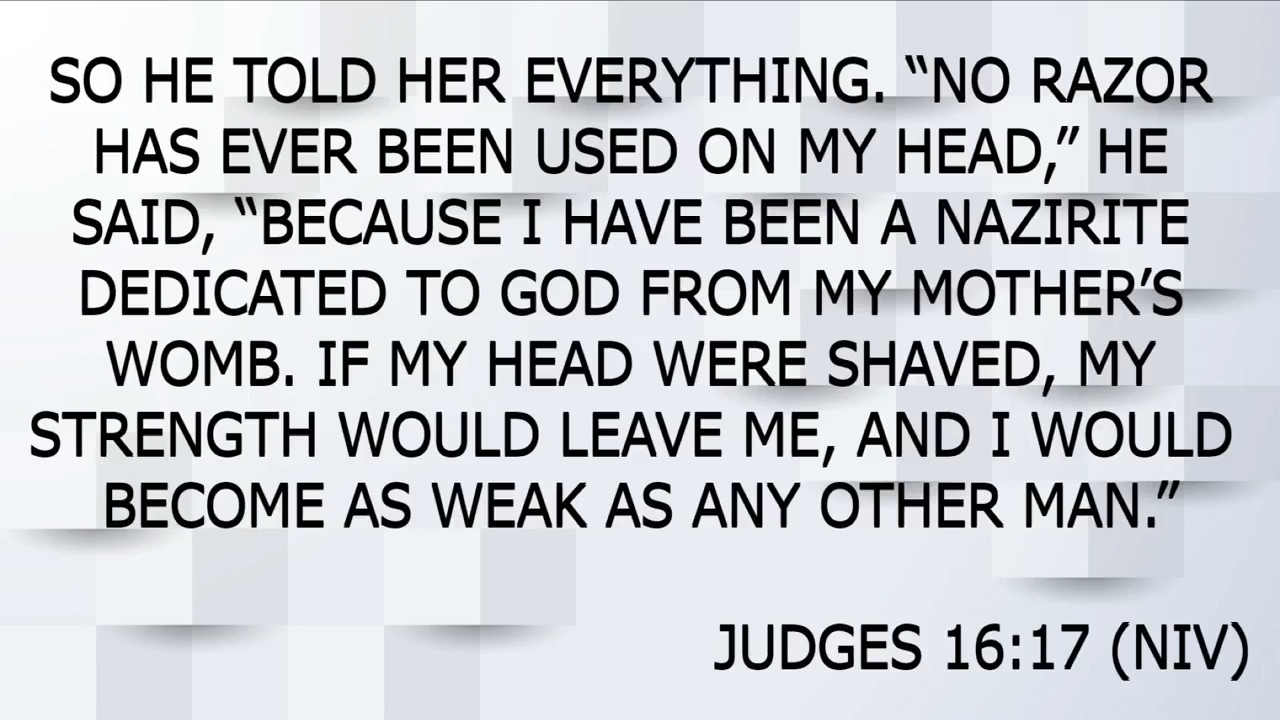 SO HE TOLD HER EVERYTHING. “NO RAZOR
HAS EVER BEEN USED ON MY HEAD,” HE
SAID, “BECAUSE I HAVE BEEN A NAZIRITE
DEDICATED TO GOD FROM MY MOTHER’S
WOMB. IF MY HEAD WERE SHAVED, MY
STRENGTH WOULD LEAVE ME, AND I WOULD
BECOME AS WEAK AS ANY OTHER MAN.”
JUDGES 16:17 (NIV)